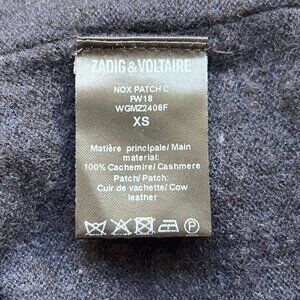 ZADIG & VOLTAIRE
NOX PATCH C
FW18
WGMZ2406F
XS
Matière principale/ Main
material:
100% Cachemire/ Cashmere
Patch/ Patch:
Cuir de vachette/ Cow
leather
P